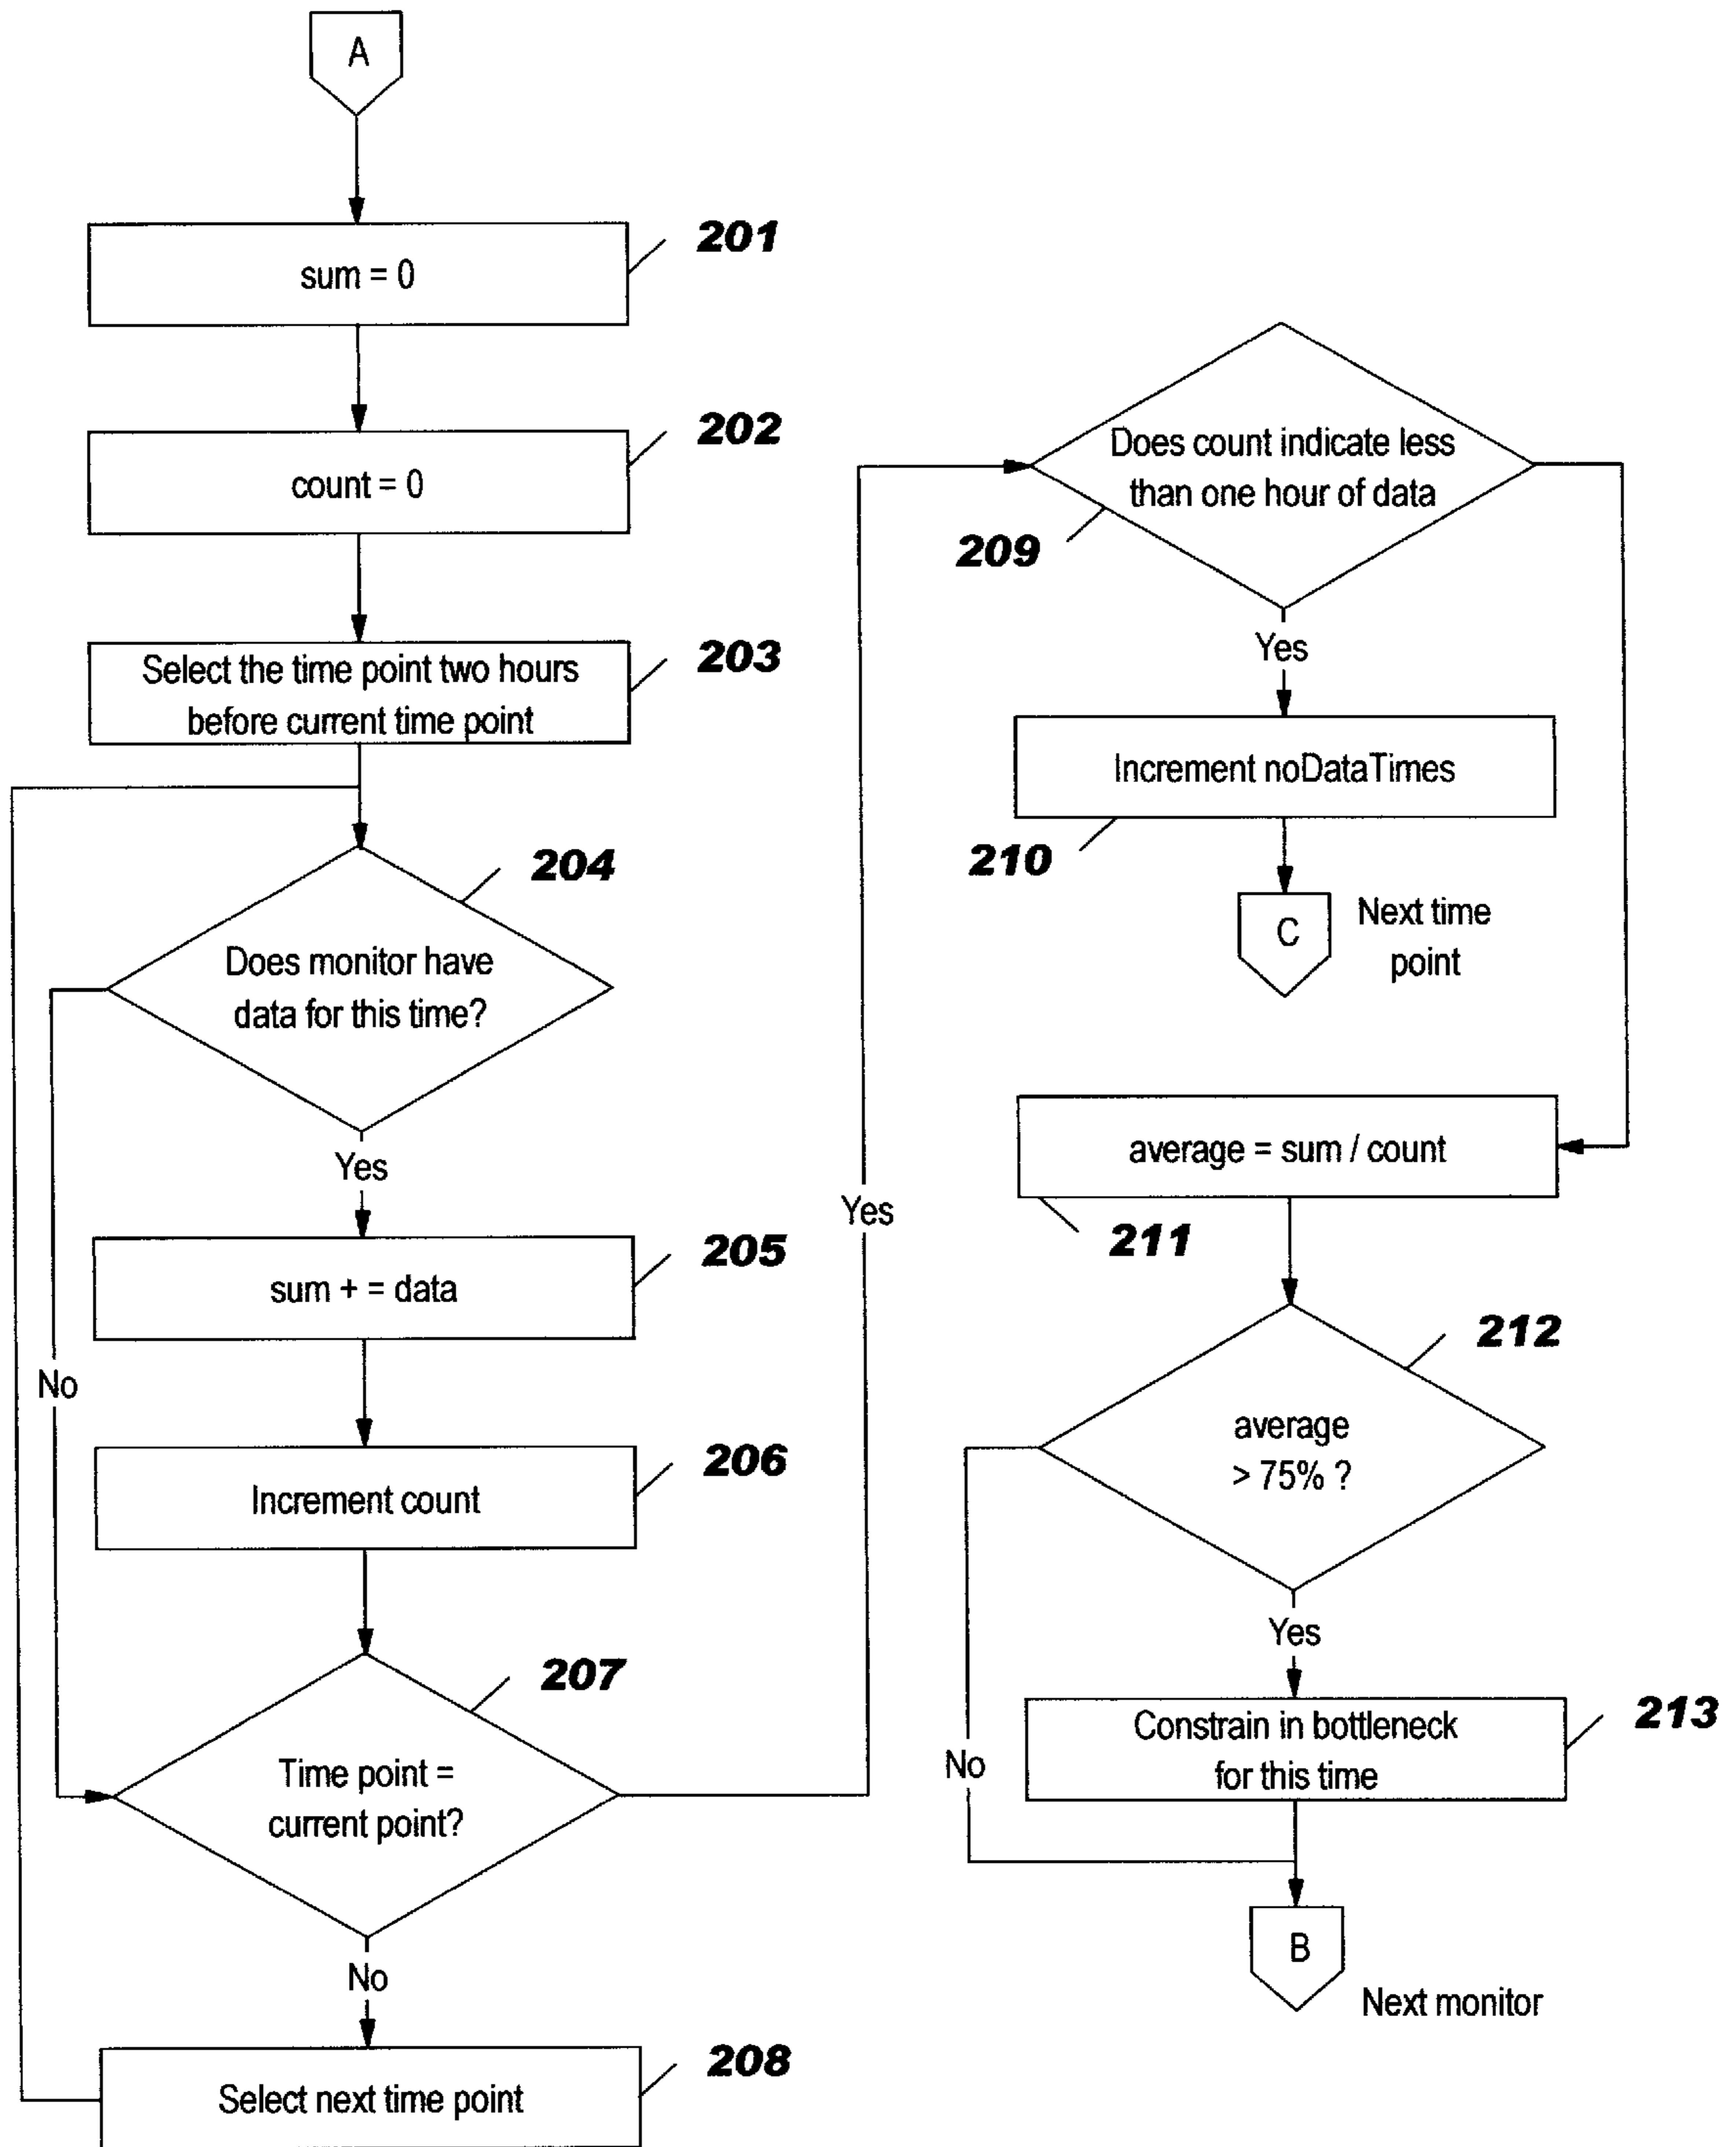 A
sum = 0
201
count = 0
202
Select the time point two hours
before current time point
203
Does monitor have
data for this time?
204
Yes
No
sum + = data
205
Increment count
206
Time point =
current point?
207
Yes
No
Select next time point
208
Does count indicate less
than one hour of data
209
Yes
Increment noDataTimes
210
C
Next time
point
average = sum / count
211
average
> 75% ?
212
Yes
No
Constrain in bottleneck
for this time
213
B
Next monitor